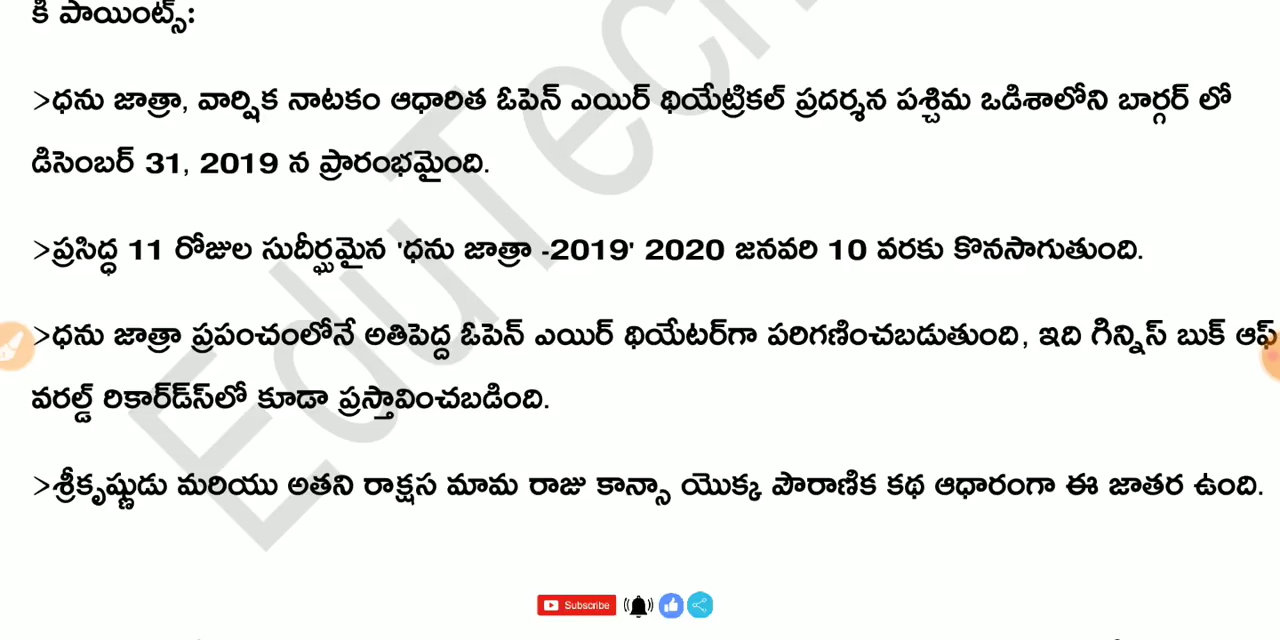 కీ పాయింట్స్:
>ధను జాత్రా, వార్షిక నాటకం ఆధారిత ఓపెన్ ఎయిర్ థియేట్రికల్ ప్రదర్శన పశ్చిమ ఒడిశాలోని బార్గర్ లో
డిసెంబర్ 31, 2019 న ప్రారంభమైంది.
>ప్రసిద్ధ 11 రోజుల సుదీర్ఘమైన 'ధను జాత్రా -2019' 2020 జనవరి 10 వరకు కొనసాగుతుంది.
>ధను జాత్రా ప్రపంచంలోనే అతిపెద్ద ఓపెన్ ఎయిర్ థియేటర్‌గా పరిగణించబడుతుంది, ఇది గిన్నిస్ బుక్ ఆఫ్
వరల్డ్ రికార్డ్స్‌లో కూడా ప్రస్తావించబడింది.
>శ్రీకృష్ణుడు మరియు అతని రాక్షస మామ రాజు కాన్సా యొక్క పౌరాణిక కథ ఆధారంగా ఈ జాతర ఉంది.
EduTech
Subscribe